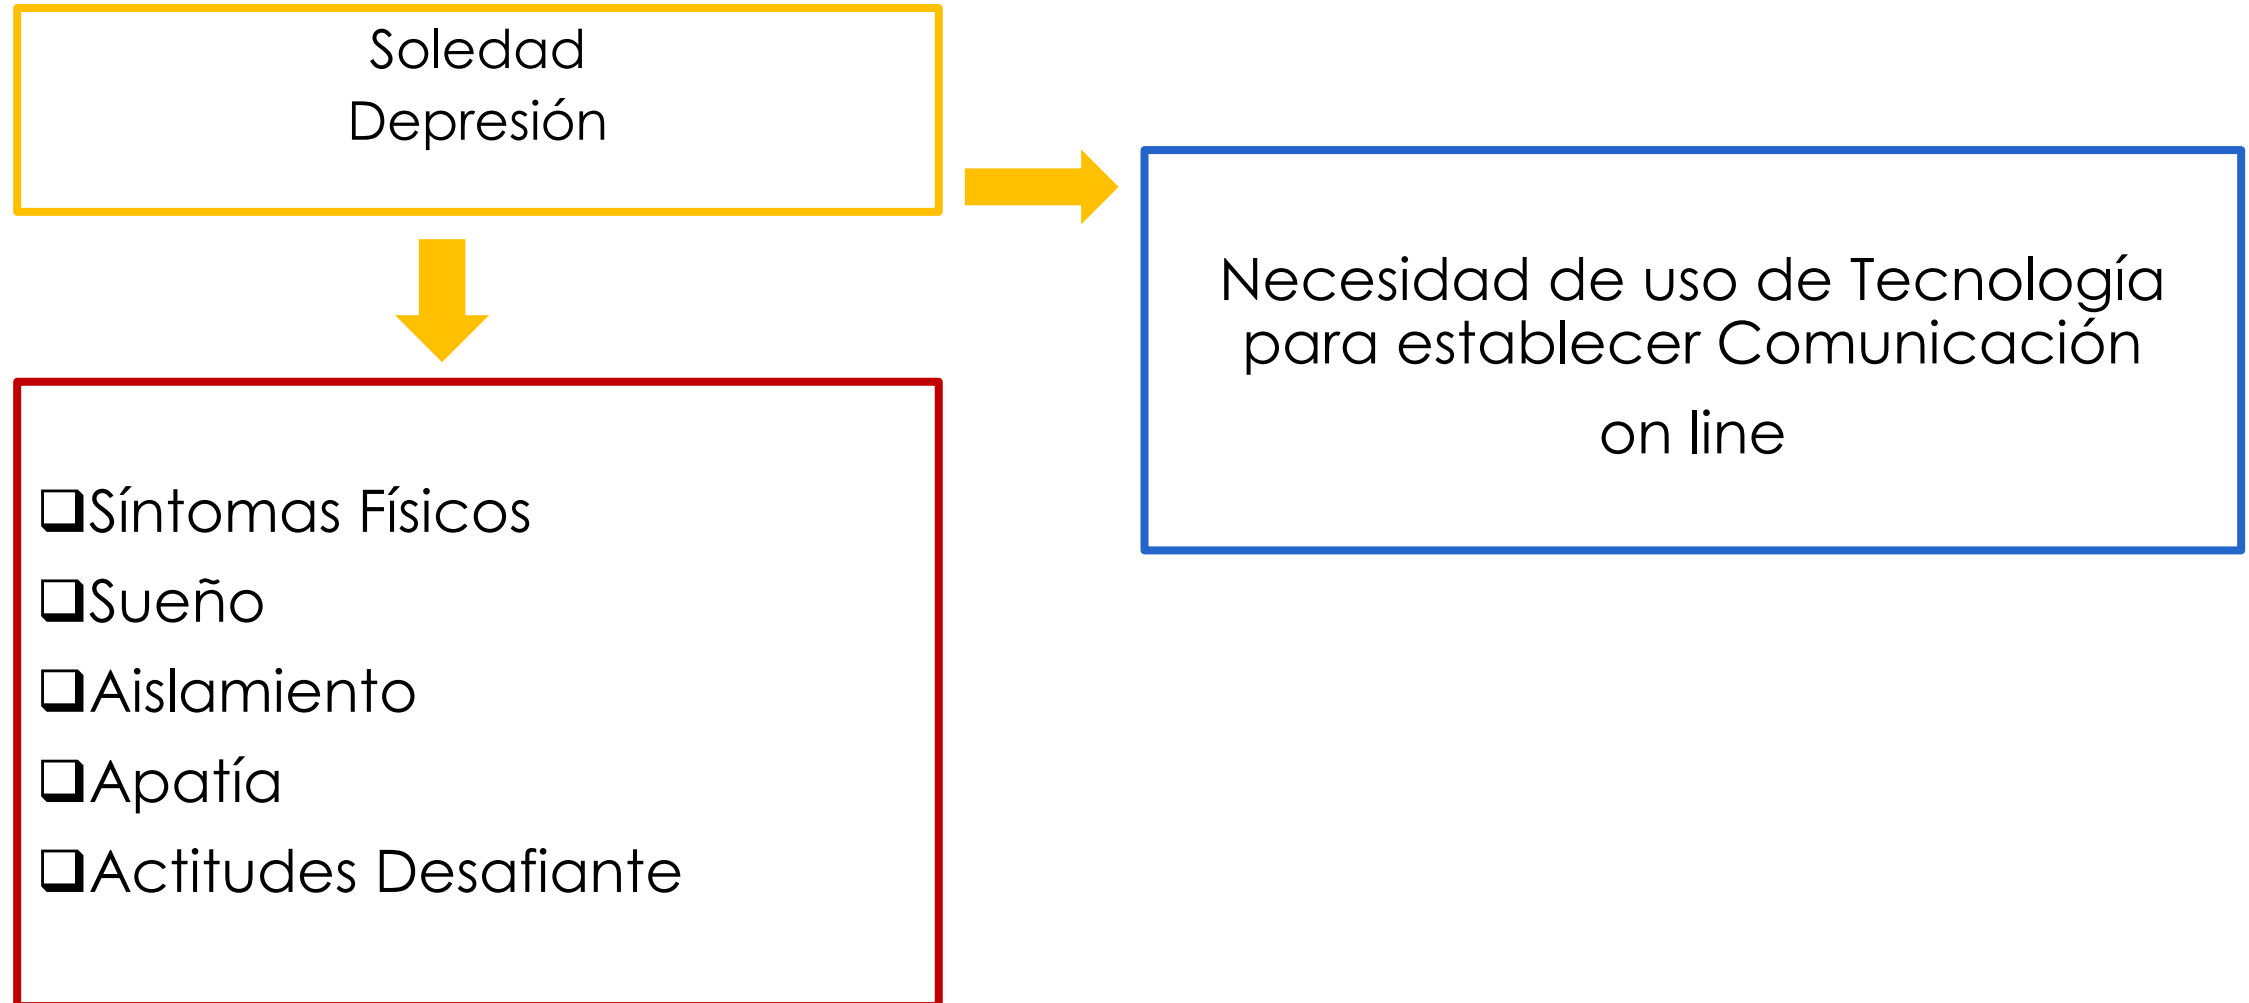 Soledad
Depresión
Necesidad de uso de Tecnología
para establecer Comunicación
on line
Síntomas Físicos
Sueño
Aislamiento
Apatía
Actitudes Desafiante